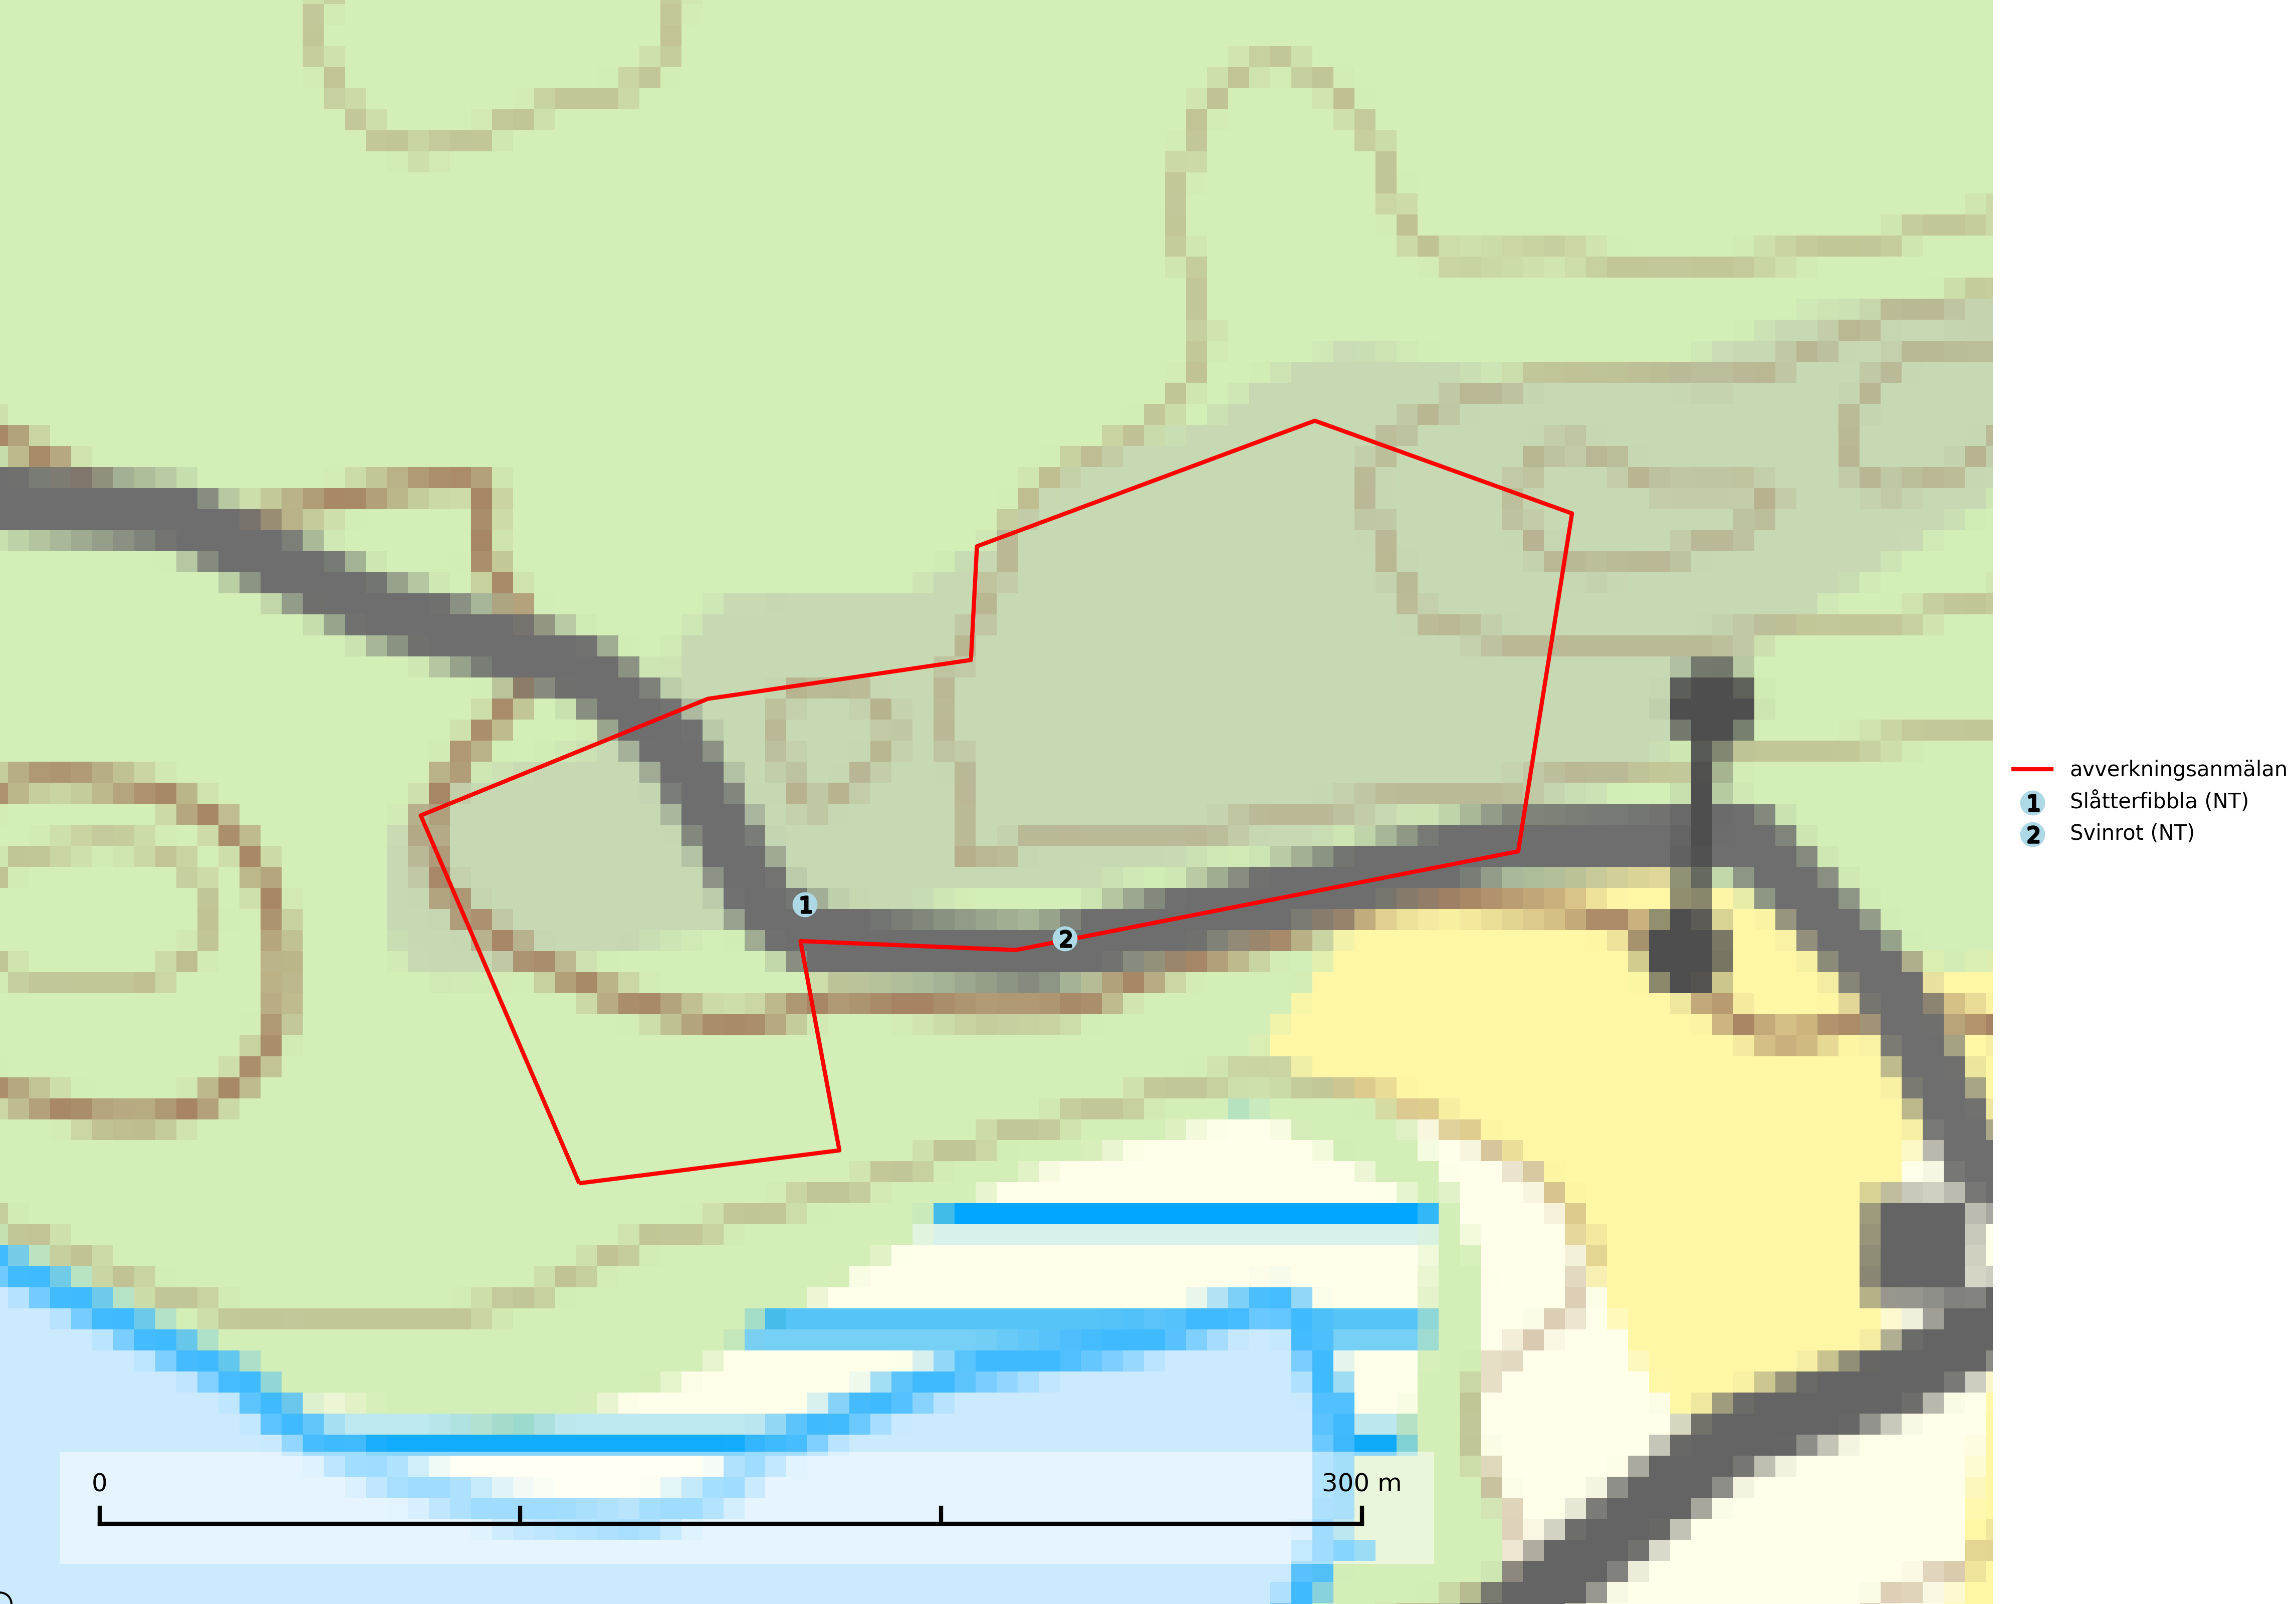 1
2
avverkningsanmälan
1 Slåtterfibbla (NT)
2 Svinrot (NT)
0 300 m